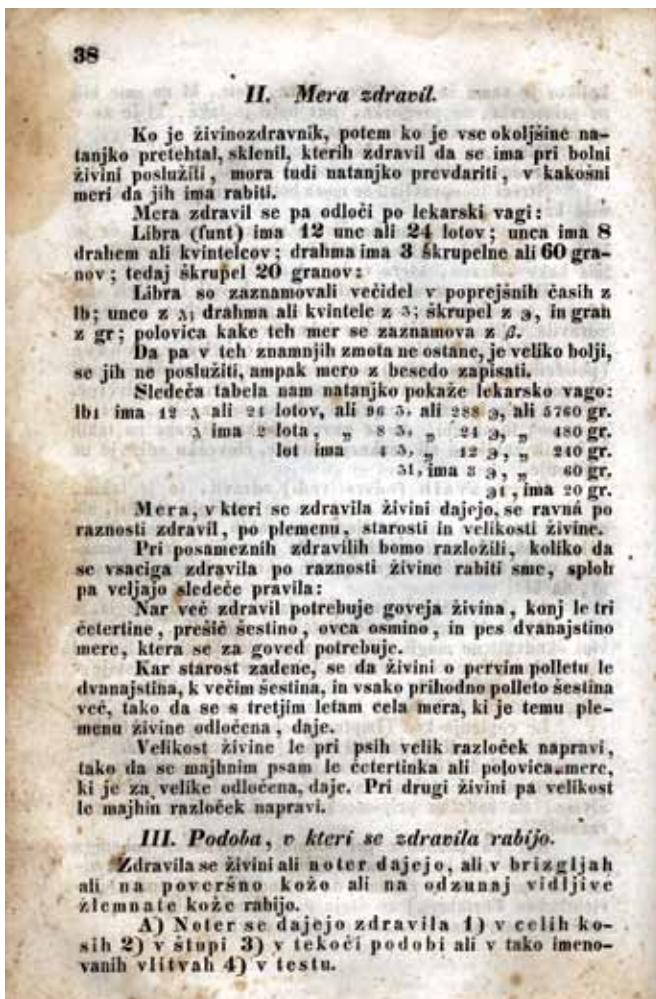 38
II. Mera zdravil.
Ko je živinozdravnik, potem ko je vse okoljšine na-
tanjko pretehtal, sklenil, kterih zdravil da se ima pri bolni
živini poslužiti, mora tudi natanjko prevdariti, v kakošni
meri da jih ima rabiti.
Mera zdravil se pa odloči po lekarski vagi:
Libra (funt) ima 12 unc ali 24 lotov; unca ima 8
drahem ali kvintelcov; drahma ima 3 škrupelne ali 60 gra-
nov; tedaj škrupel 20 granov:
Libra so zaznamovali večidel v poprejšnih časih z
lb; unco z drahma ali kvintelc z ʒ; škrupel z ℈, in gran
z gr; polovica kake teh mer se zaznamova z β.
Da pa v teh znamnjih zmota ne ostane, je veliko bolji,
se jih ne poslužiti, ampak mero z besedo zapisati.
Sledeča tabela nam natanjko pokaže lekarsko vago:
lb1 ima 12 ℥ ali 24 lotov, ali 96 ʒ. ali 288 ℈, ali 5760 gr.
℥ ima 2 lota, „ 8 ʒ. „ 24 ℈, „ 480 gr.
lot ima 4 ʒ. „ 12 ℈, „ 240 gr.
ʒ1, ima 3 ℈, „ 60 gr.
℈1, ima 20 gr.
Mera, v kteri se zdravila živini dajejo, se ravná po
raznosti zdravil, po plemenu, starosti in velikosti živine.
Pri posameznih zdravilih bomo razložili, koliko da
se vsaciga zdravila po raznosti živine rabiti sme, sploh
pa veljajo sledeče pravila:
Nar več zdravil potrebuje goveja živina, konj le tri
četertine, prešič šestino, ovca osmino, in pes dvanajstino
mere, ktera se za goved potrebuje.
Kar starost zadene, se da živini o pervim polletu le
dvanajstina, k večim šestina, in vsako prihodno polleto šestina
več, tako da se s tretjim letam cela mera, ki je temu ple-
menu živine odločena, daje.
Velikost živine le pri psih velik razloček napravi,
tako da se majhnim psam le četertinka ali polovica mere,
ki je za velike odločena, daje. Pri drugi živini pa velikost
le majhin razloček napravi.
III. Podoba, v kteri se zdravila rabijo.
Zdravila se živini ali noter dajejo, ali v brizgljah
ali na poveršno kožo ali na odzunaj vidljive
žlemnate kože rabijo.
A) Noter se dajejo zdravila 1) v celih ko-
sih 2) v štupi 3) v tekoči podobi ali v tako imeno-
vanih vlitvah 4) v testu.